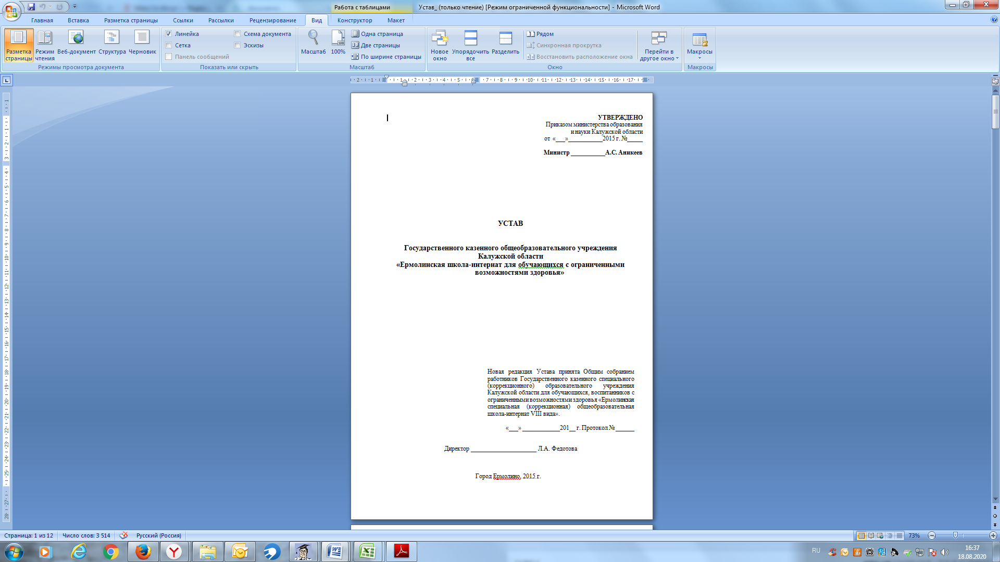 Работа с таблицами
Устав_ (только чтение) [Режим ограниченной функциональности] - Microsoft Word
Главная Вставка Разметка страницы Ссылки Рассылки Рецензирование Вид Конструктор Макет
Разметка страницы
Режим чтения
Веб-документ
Структура
Черновик
Режимы просмотра документа
Линейка
Сетка
Панель сообщений
Схема документа
Эскизы
Показать или скрыть
Масштаб
100%
Одна страница
Две страницы
По ширине страницы
Масштаб
Новое окно
Упорядочить все
Разделить
Рядом
Синхронная прокрутка
Восстановить расположение окна
Перейти в другое окно
Окно
Макросы
Макросы
УТВЕРЖДЕНО
Приказом министерства образования
и науки Калужской области
от «___»___________2015 г. №_____
Министр ___________А.С. Аникеев
УСТАВ
Государственного казенного общеобразовательного учреждения
Калужской области
«Ермолинская школа-интернат для обучающихся с ограниченными
возможностями здоровья»
Новая редакция Устава принята Общим собранием
работников Государственного казенного специального
(коррекционного) образовательного учреждения
Калужской области для обучающихся, воспитанников с
ограниченными возможностями здоровья «Ермолинская
специальная (коррекционная) общеобразовательная
школа-интернат VIII вида».
«___» ____________201__ г. Протокол № ______
Директор _____________________ Л.А. Федотова
Город Ермолино, 2015 г.
Страница: 1 из 12 Число слов: 3 514 Русский (Россия) 73%
RU
16:37
18.08.2020